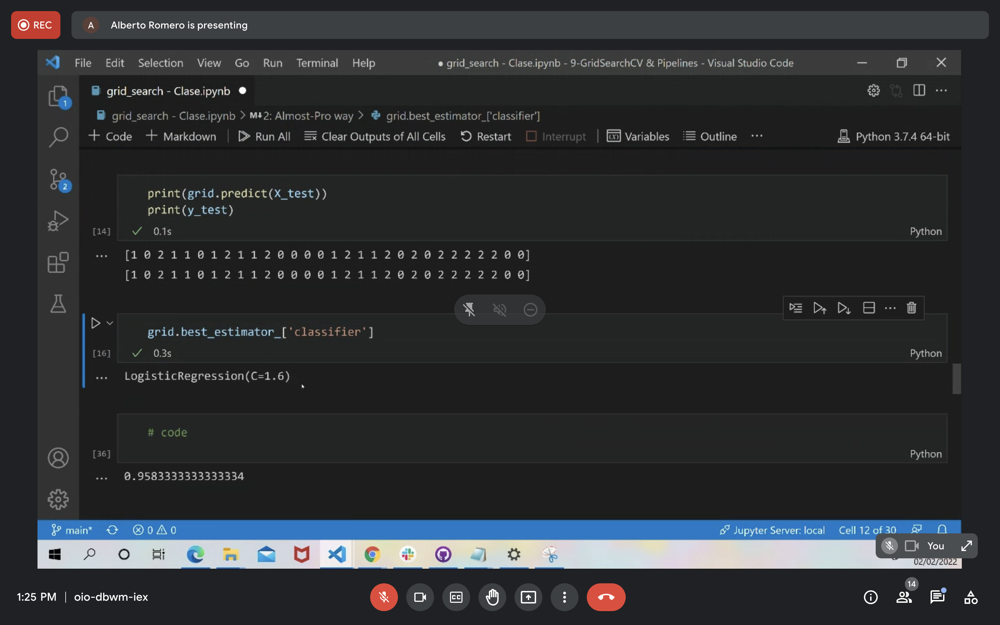 REC
A Alberto Romero is presenting
File Edit Selection View Go Run Terminal Help ● grid_search - Clase.ipynb - 9-GridSearchCV & Pipelines - Visual Studio Code
grid_search - Clase.ipynb ●
1
grid_search - Clase.ipynb > M↓2: Almost-Pro way > grid.best_estimator_['classifier']
+ Code + Markdown | Run All Clear Outputs of All Cells Restart Interrupt | Variables Outline ... Python 3.7.4 64-bit
2
print(grid.predict(X_test))
print(y_test)
[14] ✓ 0.1s Python
... [1 0 2 1 1 0 1 2 1 1 2 0 0 0 0 1 2 1 1 2 0 2 0 2 2 2 2 2 0 0]
[1 0 2 1 1 0 1 2 1 1 2 0 0 0 0 1 2 1 1 2 0 2 0 2 2 2 2 2 0 0]
grid.best_estimator_['classifier']
[16] ✓ 0.3s Python
... LogisticRegression(C=1.6)
# code
[36] Python
... 0.9583333333333334
main* 0 0 Jupyter Server: local Cell 12 of 30
You
02/02/2022
1:25 PM | oio-dbwm-iex CC 14